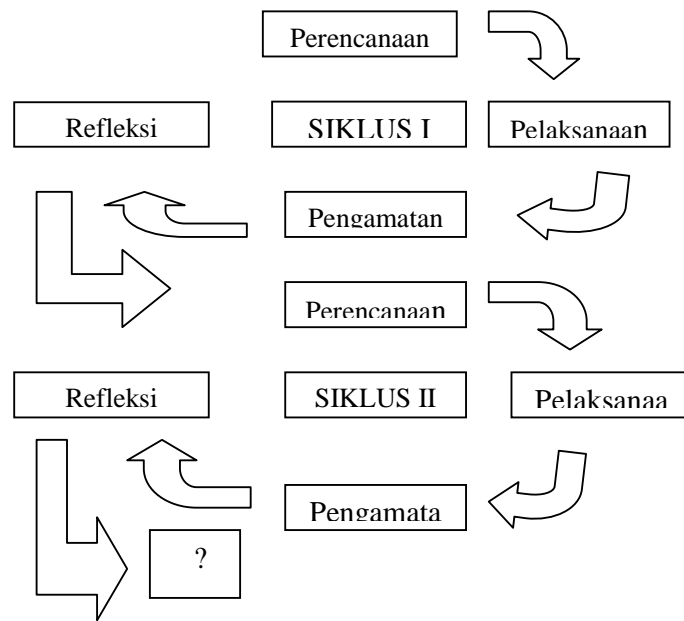 Perencanaan
Refleksi
SIKLUS I
Pelaksanaan
Pengamatan
Perencanaan
Refleksi
SIKLUS II
Pelaksanaa
Pengamata
?